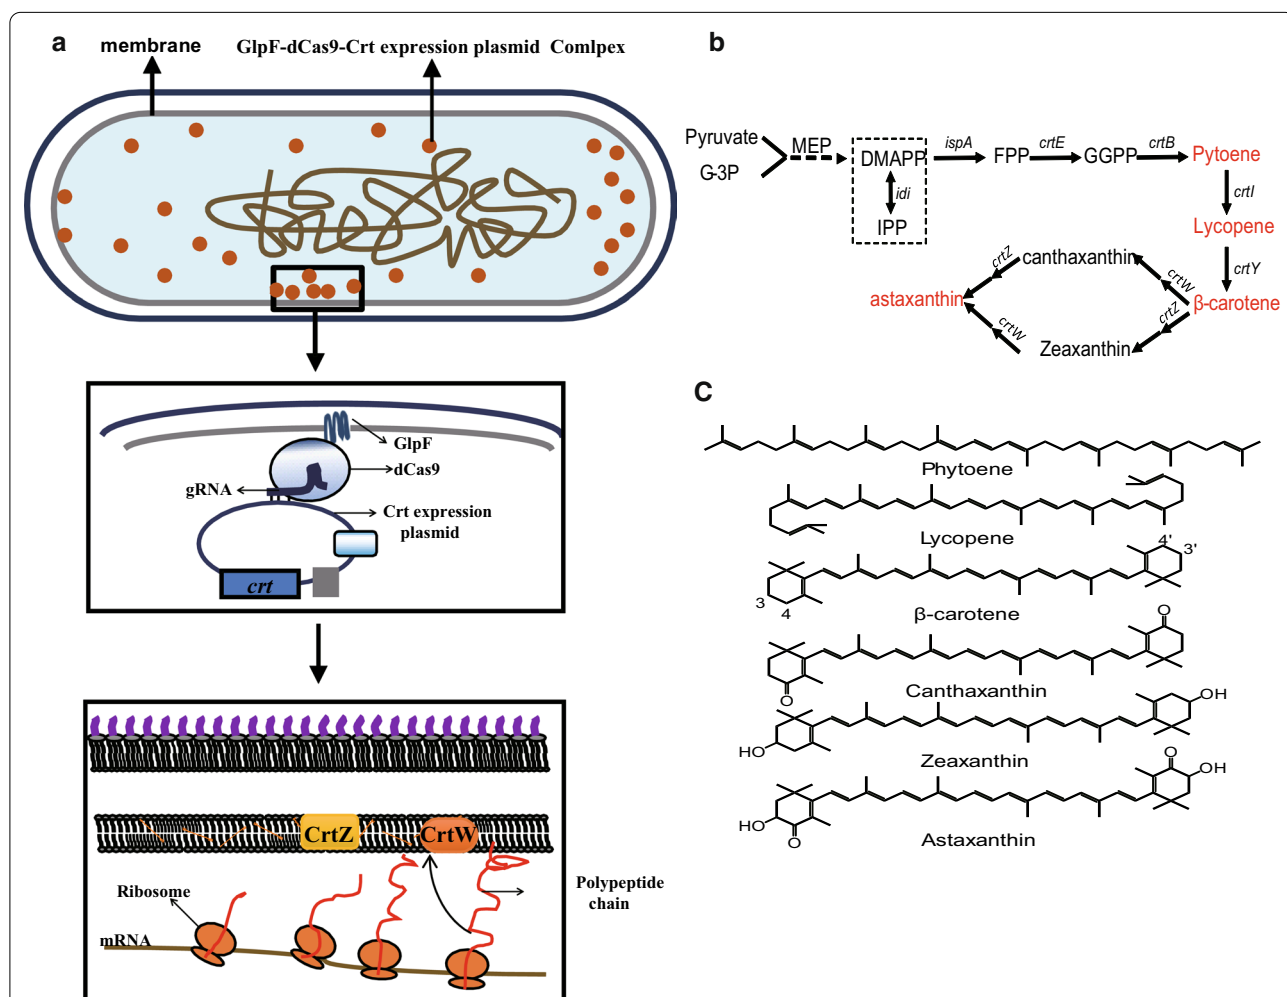 a
membrane
GlpF-dCas9-Crt expression plasmid Comlpex
GlpF
dCas9
gRNA
Crt expression
plasmid
crt
CrtZ
CrtW
Ribosome
Polypeptide
chain
mRNA
b
Pyruvate
G-3P
MEP
DMAPP
idi
IPP
ispA
FPP
crtE
GGPP
crtB
Pytoene
crtI
Lycopene
crtY
β-carotene
crtW
canthaxanthin
crtZ
crtZ
Zeaxanthin
crtW
astaxanthin
C
Phytoene
Lycopene
4'
3'
3
4
β-carotene
O
O
Canthaxanthin
OH
HO
Zeaxanthin
O
OH
HO
O
Astaxanthin